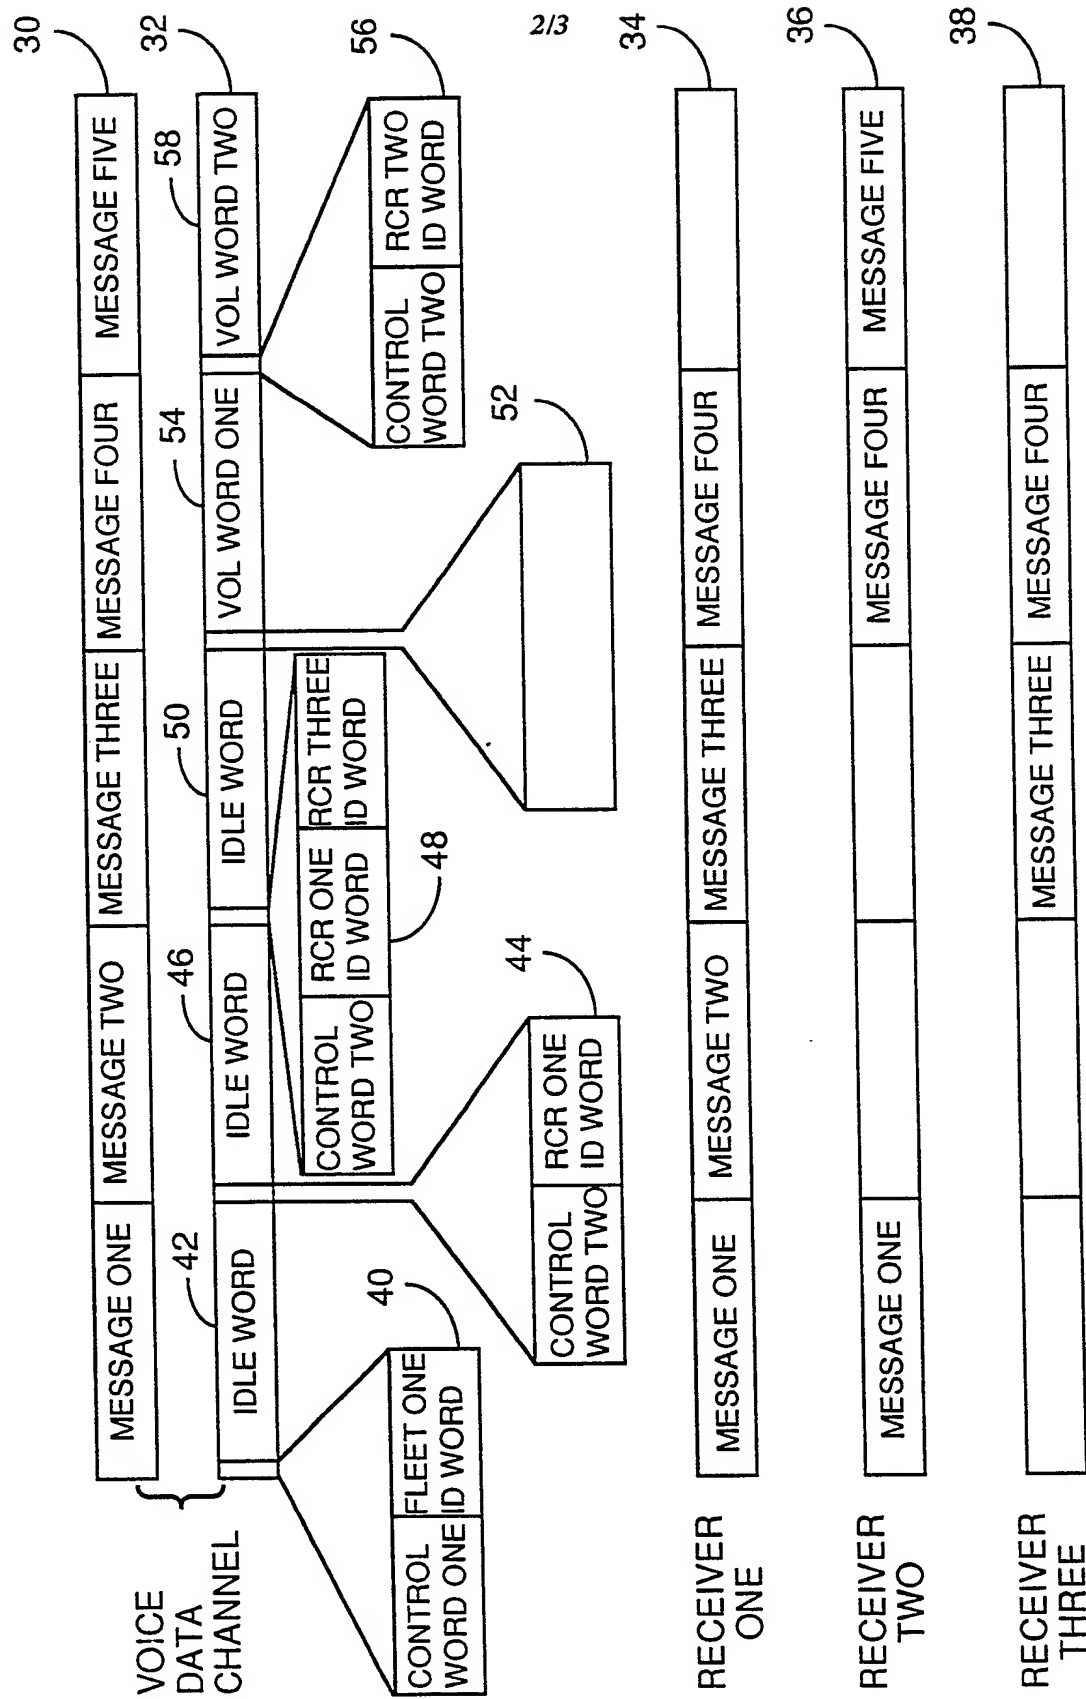 2/3
30
MESSAGE ONE
MESSAGE TWO
MESSAGE THREE
MESSAGE FOUR
MESSAGE FIVE
VOICE
DATA
CHANNEL
42
46
50
54
58
32
IDLE WORD
IDLE WORD
IDLE WORD
VOL WORD ONE
VOL WORD TWO
CONTROL
WORD ONE
FLEET ONE
ID WORD
40
CONTROL
WORD TWO
RCR ONE
ID WORD
44
CONTROL
WORD TWO
RCR ONE
ID WORD
RCR THREE
ID WORD
48
52
CONTROL
WORD TWO
RCR TWO
ID WORD
56
RECEIVER
ONE
MESSAGE ONE
MESSAGE TWO
MESSAGE THREE
MESSAGE FOUR
34
RECEIVER
TWO
MESSAGE ONE
MESSAGE FOUR
MESSAGE FIVE
36
RECEIVER
THREE
MESSAGE THREE
MESSAGE FOUR
38